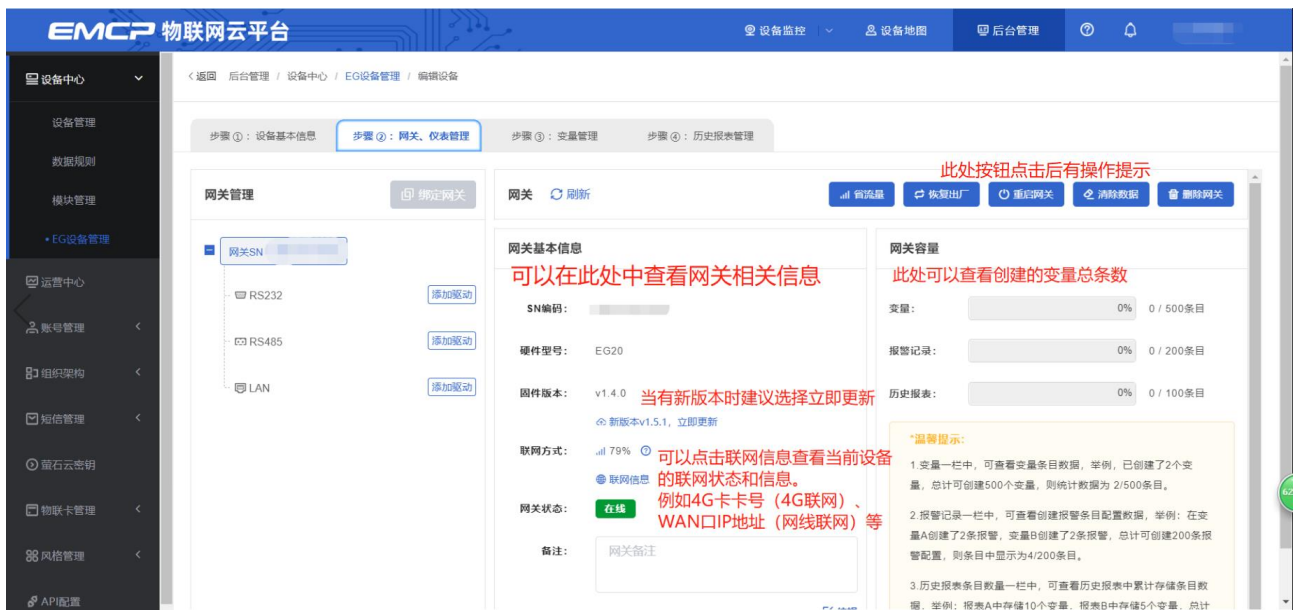 EMCP 物联网云平台
设备监控
设备地图
后台管理
设备中心
设备管理
数据规则
模块管理
EG设备管理
运营中心
账号管理
组织架构
短信管理
萤石云密钥
物联卡管理
风格管理
API配置
<返回 后台管理 / 设备中心 / EG设备管理 / 编辑设备
步骤①：设备基本信息
步骤②：网关、仪表管理
步骤③：变量管理
步骤④：历史报表管理
此处按钮点击后有操作提示
网关管理
绑定网关
网关SN
RS232
添加驱动
RS485
添加驱动
LAN
添加驱动
网关
刷新
省流量
恢复出厂
重启网关
清除数据
删除网关
网关基本信息
可以在此处中查看网关相关信息
SN编码：
硬件型号： EG20
固件版本： v1.4.0
当有新版本时建议选择立即更新
新版本v1.5.1，立即更新
联网方式： 79%
联网信息
可以点击联网信息查看当前设备
的联网状态和信息。
例如4G卡卡号（4G联网）、
WAN口IP地址（网线联网）等
网关状态： 在线
备注： 网关备注
网关容量
此处可以查看创建的变量总条数
变量： 0% 0 / 500条目
报警记录： 0% 0 / 200条目
历史报表： 0% 0 / 100条目
*温馨提示：
1.变量一栏中，可查看变量条目数据，举例，已创建了2个变
量，总计可创建500个变量，则统计数据为 2/500条目。
2.报警记录一栏中，可查看创建报警条目配置数据，举例：在变
量A创建了2条报警，变量B创建了2条报警，总计可创建200条报
警配置，则条目中显示为4/200条目。
3.历史报表条目数量一栏中，可查看历史报表中累计存储条目数
据，举例：报表A中存储10个变量，报表B中存储5个变量，总计
62